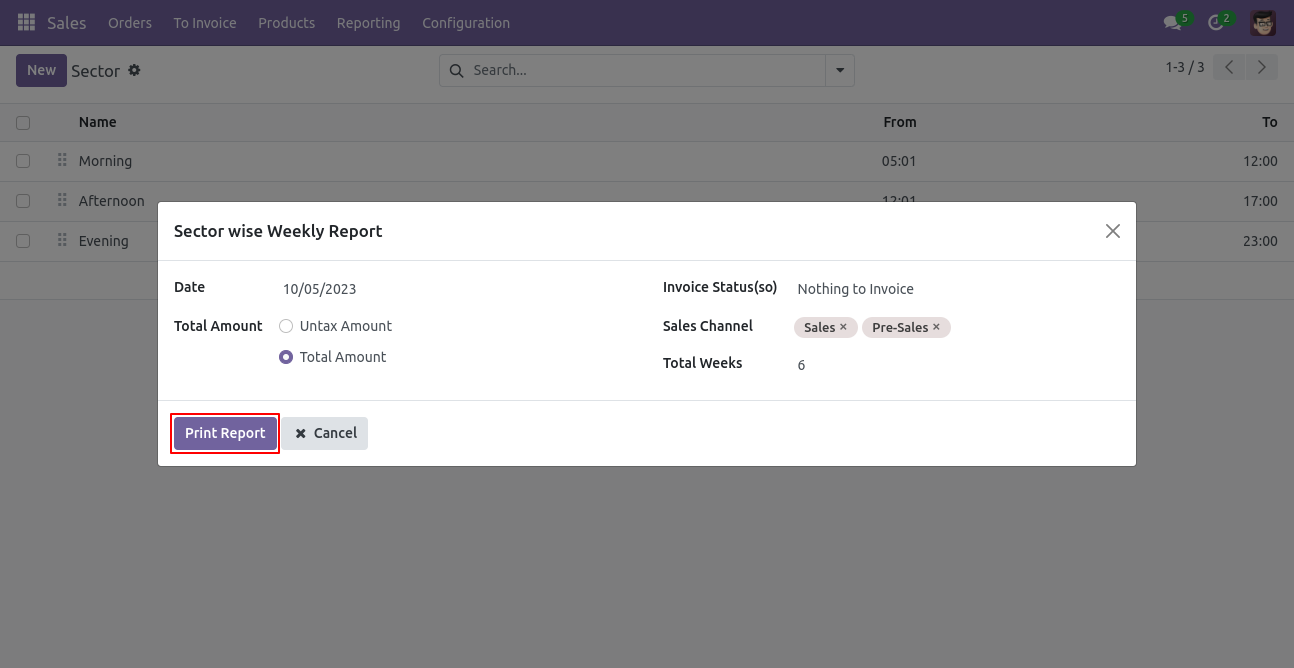 Sales Orders To Invoice Products Reporting Configuration 5 2
New Sector Search... 1-3 / 3
Name From To
Morning 05:01 12:00
Afternoon 12:01 17:00
Evening 23:00
Sector wise Weekly Report
Date 10/05/2023 Invoice Status(so) Nothing to Invoice
Total Amount Untax Amount Sales Channel Sales × Pre-Sales ×
Total Amount Total Weeks 6
Print Report ✖ Cancel